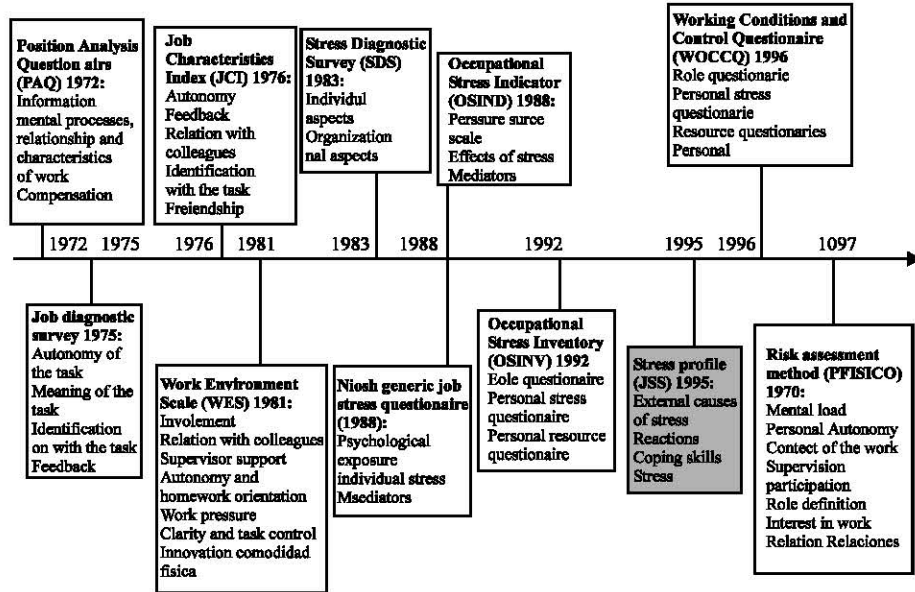 Position Analysis
Question airs
(PAQ) 1972:
Information
mental processes,
relationship and
characteristics
of work
Compensation
Job
Characteristics
Index (JCI) 1976:
Autonomy
Feedback
Relation with
colleagues
Identification
with the task
Freiendship
Stress Diagnostic
Survey (SDS)
1983:
Individul
aspects
Organizatio
nal aspects
Occupational
Stress Indicator
(OSIND) 1988:
Perssure surce
scale
Effects of stress
Mediators
Working Conditions and
Control Questionaire
(WOCCQ) 1996
Role questionarie
Personal stress
questionarie
Resource questionaries
Personal
1972 1975 1976 1981 1983 1988 1992 1995 1996 1097
Job diagnostic
survey 1975:
Autonomy of
the task
Meaning of the
task
Identification
on with the task
Feedback
Work Environment
Scale (WES) 1981:
Involement
Relation with colleagues
Supervisor support
Autonomy and
homework orientation
Work pressure
Clarity and task control
Innovation comodidad
fisica
Niosh generic job
stress questionaire
(1988):
Psychological
exposure
individual stress
Msediators
Occupational
Stress Inventory
(OSINV) 1992
Eole questionaire
Personal stress
questionaire
Personal resource
questionaire
Stress profile
(JSS) 1995:
External causes
of stress
Reactions
Coping skills
Stress
Risk assessment
method (PFISICO)
1970:
Mental load
Personal Autonomy
Contect of the work
Supervision
participation
Role definition
Interest in work
Relation Relaciones